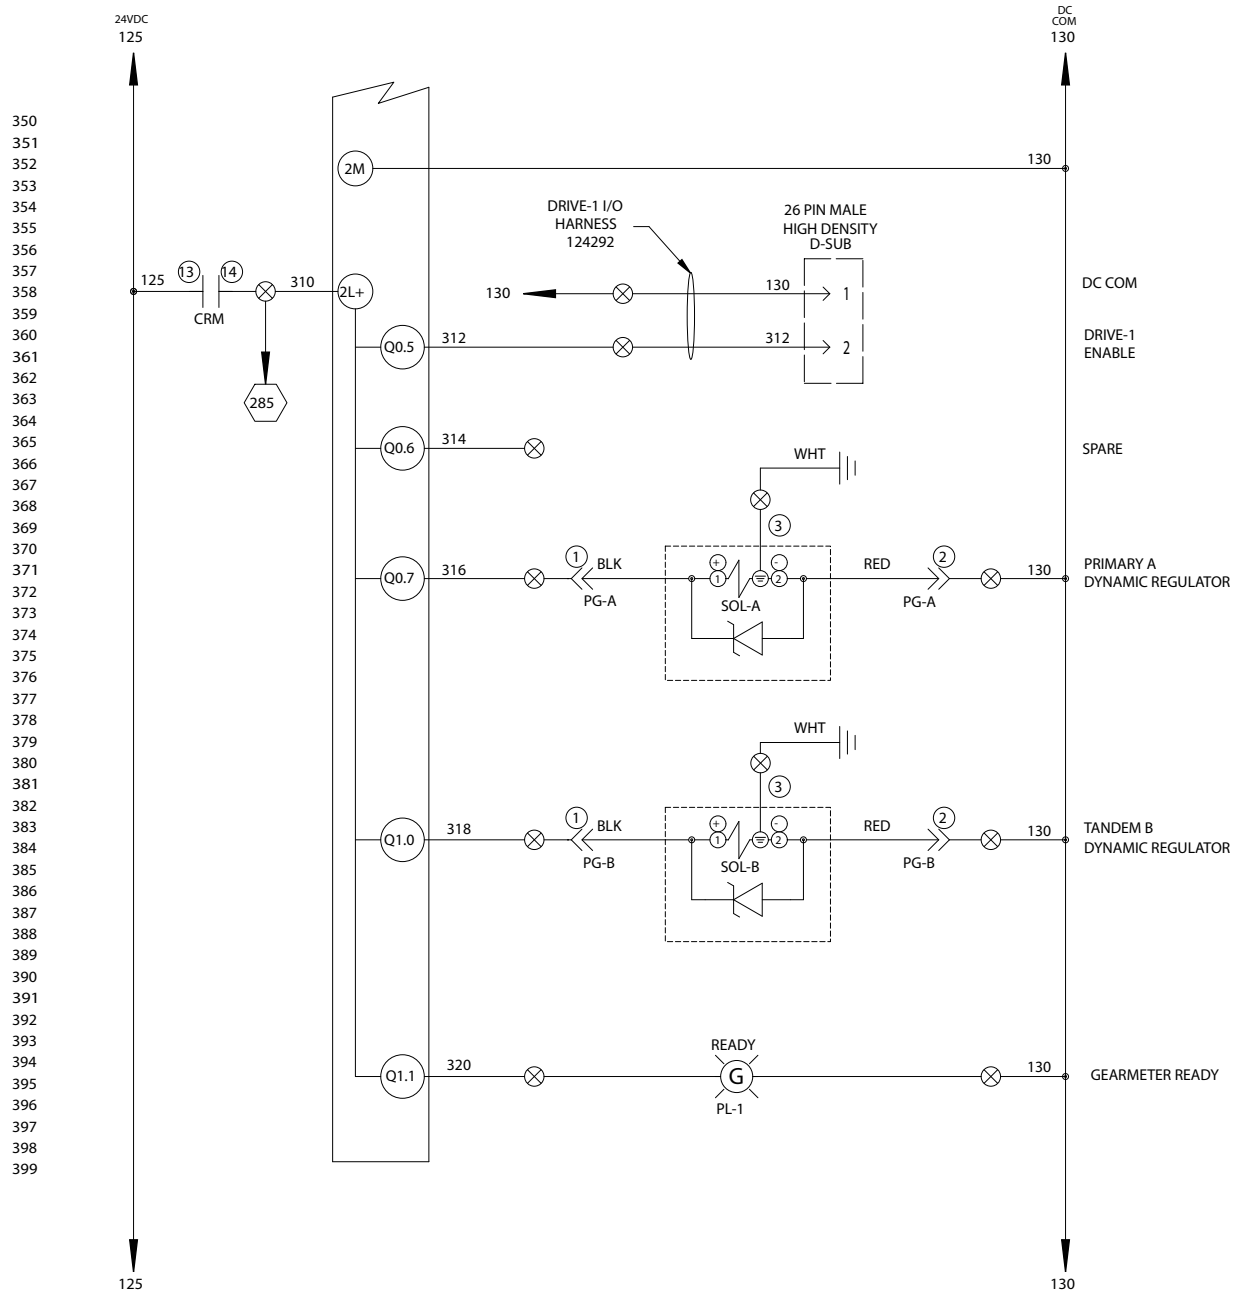 24VDC
125
DC
COM
130
350
351
352
2M
130
353
354
DRIVE-1 I/O
HARNESS
124292
26 PIN MALE
HIGH DENSITY
D-SUB
355
356
357
125
13
14
CRM
310
2L+
130
130
1
DC COM
358
359
360
Q0.5
312
312
2
DRIVE-1
ENABLE
361
362
363
285
364
365
Q0.6
314
SPARE
366
WHT
367
368
369
3
370
371
Q0.7
316
1
BLK
PG-A
+
1
-
2
SOL-A
RED
2
PG-A
130
PRIMARY A
DYNAMIC REGULATOR
372
373
374
375
376
377
378
379
WHT
380
381
3
382
383
Q1.0
318
1
BLK
PG-B
+
1
-
2
SOL-B
RED
2
PG-B
130
TANDEM B
DYNAMIC REGULATOR
384
385
386
387
388
389
390
391
392
393
READY
394
Q1.1
320
G
PL-1
130
GEARMETER READY
395
396
397
398
399
125
130